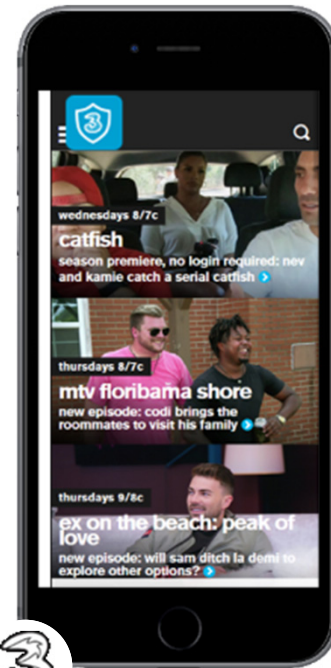 3
wednesdays 8/7c
catfish
season premiere, no login required: nev
and kamie catch a serial catfish
thursdays 8/7c
mtv floribama shore
new episode: codi brings the
roommates to visit his family
thursdays 9/8c
ex on the beach: peak of
love
new episode: will sam ditch la demi to
explore other options?
3